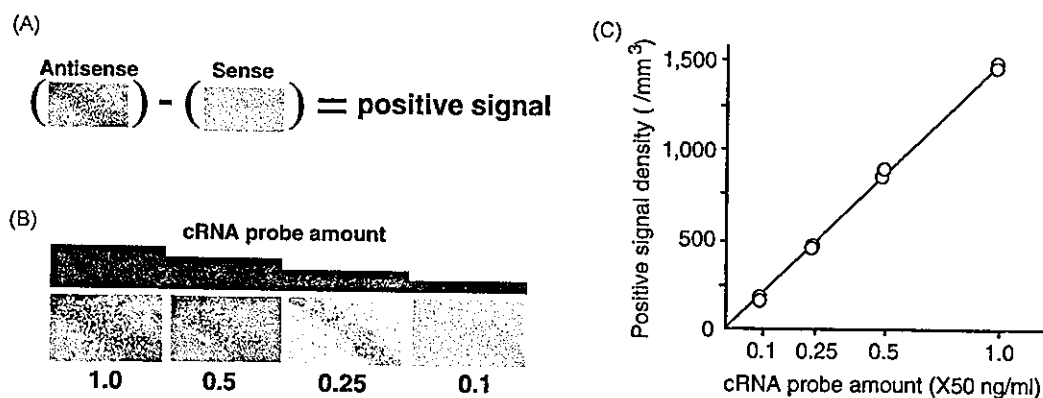 (A)
Antisense
Sense
( ) - ( ) = positive signal
(B)
cRNA probe amount
1.0 0.5 0.25 0.1
(C)
Positive signal density ( /mm³)
1,500
1,000
500
0
0.1 0.25 0.5 1.0
cRNA probe amount (X50 ng/ml)